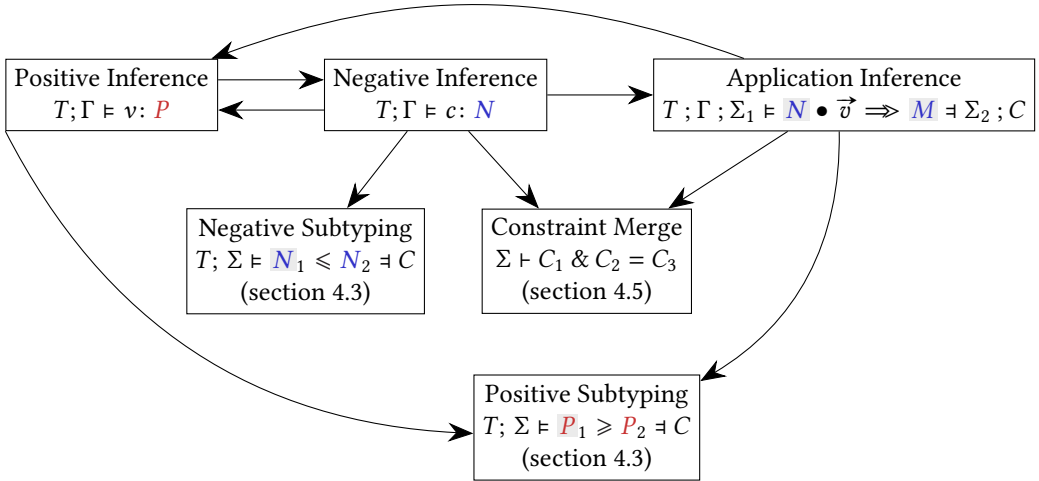 Positive Inference
T; Γ ⊨ v: P
Negative Inference
T; Γ ⊨ c: N
Application Inference
T ; Γ ; Σ₁ ⊨ N • v⃗ ⇛ M ⫤ Σ₂ ; C
Negative Subtyping
T; Σ ⊨ N₁ ⩽ N₂ ⫤ C
(section 4.3)
Constraint Merge
Σ ⊢ C₁ & C₂ = C₃
(section 4.5)
Positive Subtyping
T; Σ ⊨ P₁ ⩾ P₂ ⫤ C
(section 4.3)